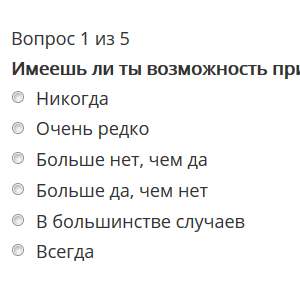 Вопрос 1 из 5
Имеешь ли ты возможность
Никогда
Очень редко
Больше нет, чем да
Больше да, чем нет
В большинстве случаев
Всегда